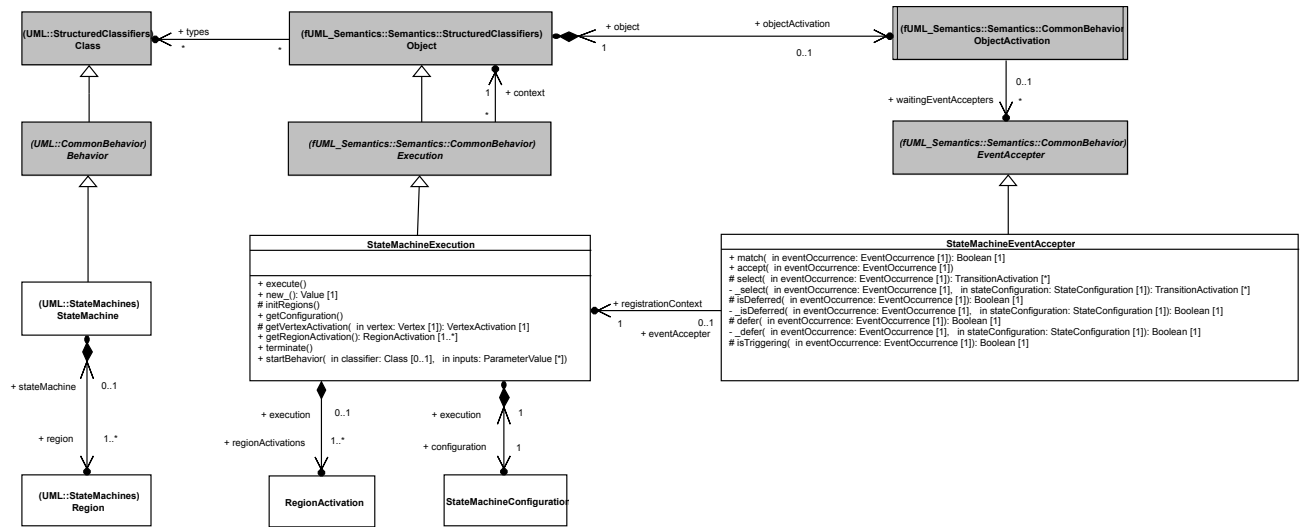 (UML::StructuredClassifiers)
Class
+ types
*
*
(fUML_Semantics::Semantics::StructuredClassifiers)
Object
+ object
1
+ objectActivation
0..1
(fUML_Semantics::Semantics::CommonBehavior
ObjectActivation
1
+ context
*
0..1
+ waitingEventAccepters
*
(UML::CommonBehavior)
Behavior
(fUML_Semantics::Semantics::CommonBehavior)
Execution
(fUML_Semantics::Semantics::CommonBehavior)
EventAccepter
StateMachineExecution
+ execute()
+ new_(): Value [1]
# initRegions()
+ getConfiguration()
# getVertexActivation( in vertex: Vertex [1]): VertexActivation [1]
+ getRegionActivation(): RegionActivation [1..*]
+ terminate()
+ startBehavior( in classifier: Class [0..1], in inputs: ParameterValue [*])
+ registrationContext
1
0..1
+ eventAccepter
StateMachineEventAccepter
+ match( in eventOccurrence: EventOccurrence [1]): Boolean [1]
+ accept( in eventOccurrence: EventOccurrence [1])
# select( in eventOccurrence: EventOccurrence [1]): TransitionActivation [*]
- _select( in eventOccurrence: EventOccurrence [1], in stateConfiguration: StateConfiguration [1]): TransitionActivation [*]
# isDeferred( in eventOccurrence: EventOccurrence [1]): Boolean [1]
- _isDeferred( in eventOccurrence: EventOccurrence [1], in stateConfiguration: StateConfiguration [1]): Boolean [1]
# defer( in eventOccurrence: EventOccurrence [1]): Boolean [1]
- _defer( in eventOccurrence: EventOccurrence [1], in stateConfiguration: StateConfiguration [1]): Boolean [1]
# isTriggering( in eventOccurrence: EventOccurrence [1]): Boolean [1]
(UML::StateMachines)
StateMachine
+ stateMachine
0..1
+ region
1..*
(UML::StateMachines)
Region
+ execution
0..1
+ regionActivations
1..*
RegionActivation
+ execution
1
+ configuration
1
StateMachineConfiguration